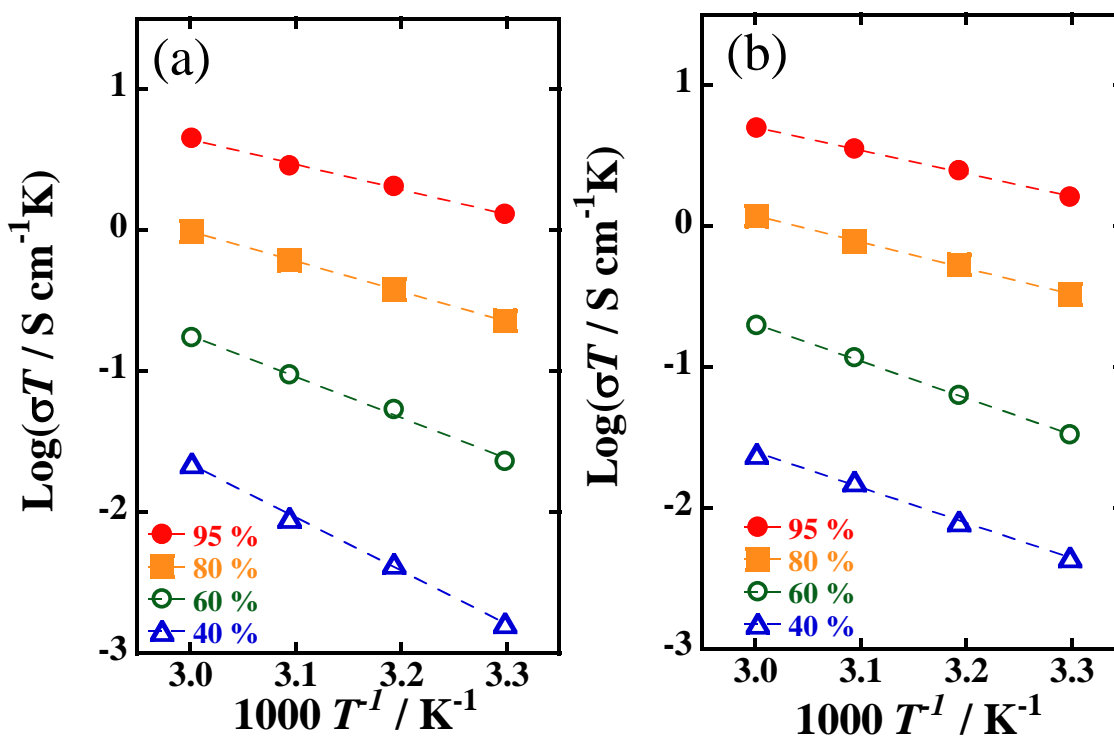 (a)
Log(σT / S cm⁻¹K)
1
0
-1
-2
-3
95 %
80 %
60 %
40 %
3.0 3.1 3.2 3.3
1000 T⁻¹ / K⁻¹
(b)
Log(σT / S cm⁻¹K)
1
0
-1
-2
-3
95 %
80 %
60 %
40 %
3.0 3.1 3.2 3.3
1000 T⁻¹ / K⁻¹